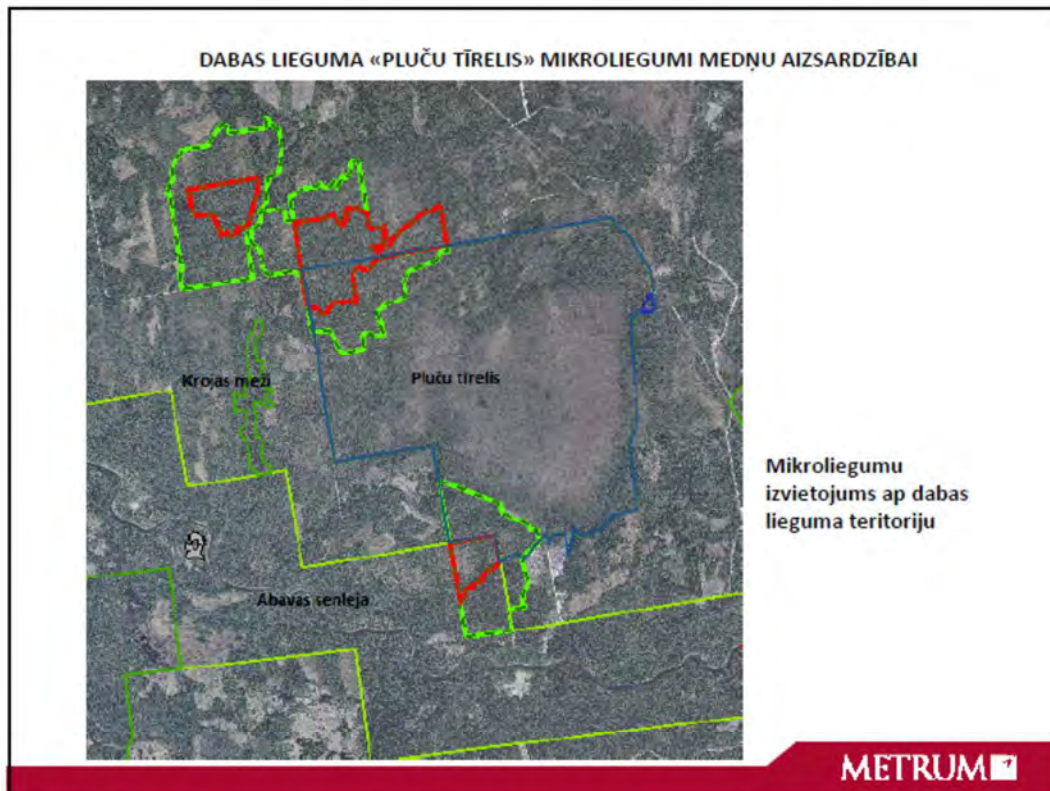 DABAS LIEGUMA «PLUČU TĪRELIS» MIKROLIEGUMI MEDŅU AIZSARDZĪBAI
Krojas meži
Pluču tīrelis
Mikroliegumu
izvietojums ap dabas
lieguma teritoriju
Abavas senleja
METRUM